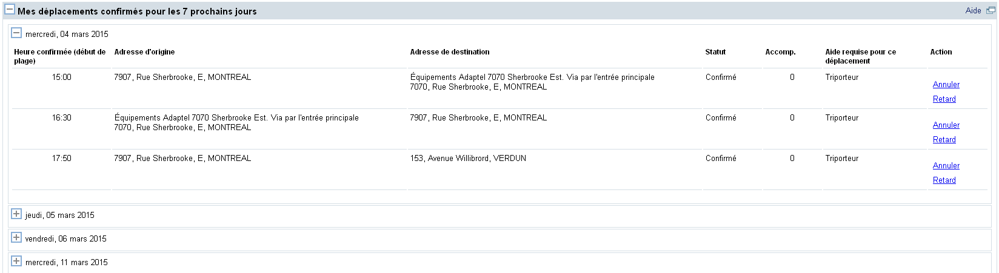 Mes déplacements confirmés pour les 7 prochains jours
Aide
mercredi, 04 mars 2015
Heure confirmée (début de plage) Adresse d'origine Adresse de destination Statut Accomp. Aide requise pour ce déplacement Action
15:00 7907, Rue Sherbrooke, E, MONTREAL Équipements Adaptel 7070 Sherbrooke Est. Via par l'entrée principale Confirmé 0 Triporteur
7070, Rue Sherbrooke, E, MONTREAL
Annuler
Retard
16:30 Équipements Adaptel 7070 Sherbrooke Est. Via par l'entrée principale 7907, Rue Sherbrooke, E, MONTREAL Confirmé 0 Triporteur
7070, Rue Sherbrooke, E, MONTREAL
Annuler
Retard
17:50 7907, Rue Sherbrooke, E, MONTREAL 153, Avenue Willibrord, VERDUN Confirmé 0 Triporteur
Annuler
Retard
jeudi, 05 mars 2015
vendredi, 06 mars 2015
mercredi, 11 mars 2015